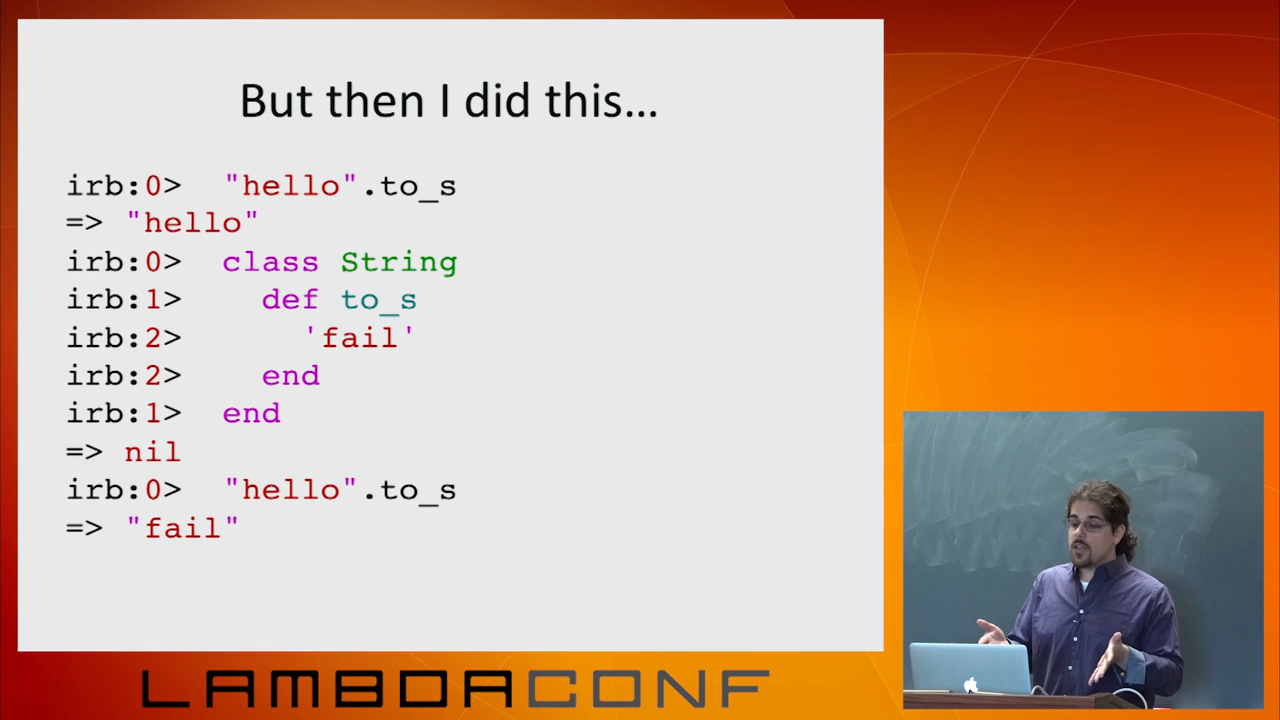 But then I did this…
irb:0>  "hello".to_s
=> "hello"
irb:0>  class String
irb:1>    def to_s
irb:2>      'fail'
irb:2>    end
irb:1>  end
=> nil
irb:0>  "hello".to_s
=> "fail"
LAMBDACONF